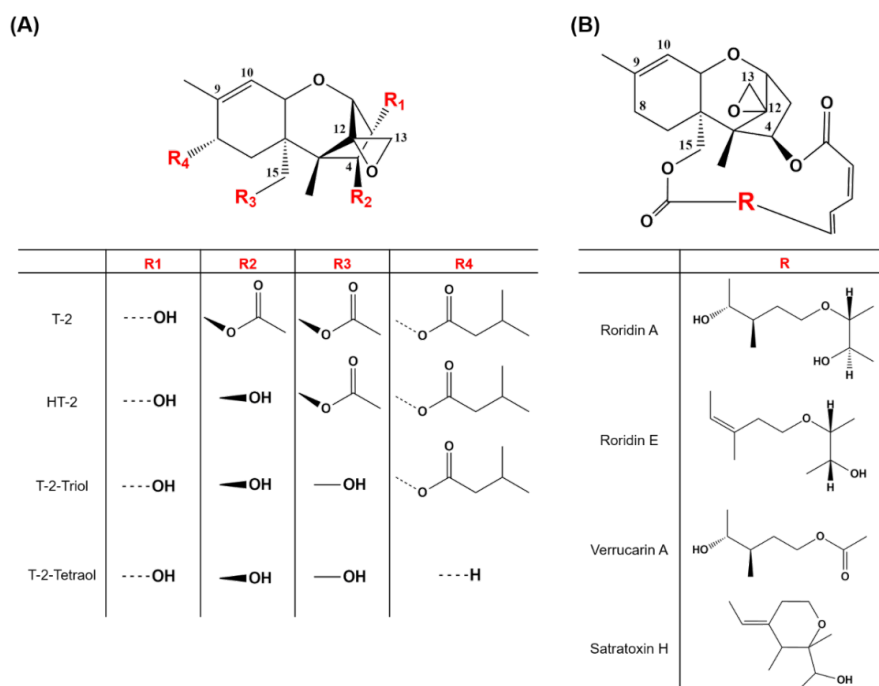 (A)
(B)
9
10
O
R1
12
13
O
4
15
R4
R3
R2
9
10
O
13
8
O
12
4
O
15
O
O
O
R
R1
R2
R3
R4
T-2
----OH
O
O
O
O
O
O
HT-2
----OH
OH
O
O
O
O
T-2-Triol
----OH
OH
—OH
O
O
T-2-Tetraol
----OH
OH
—OH
----H
R
Roridin A
HO
O
H
HO
H
Roridin E
O
H
OH
H
Verrucarin A
HO
O
O
Satratoxin H
O
OH